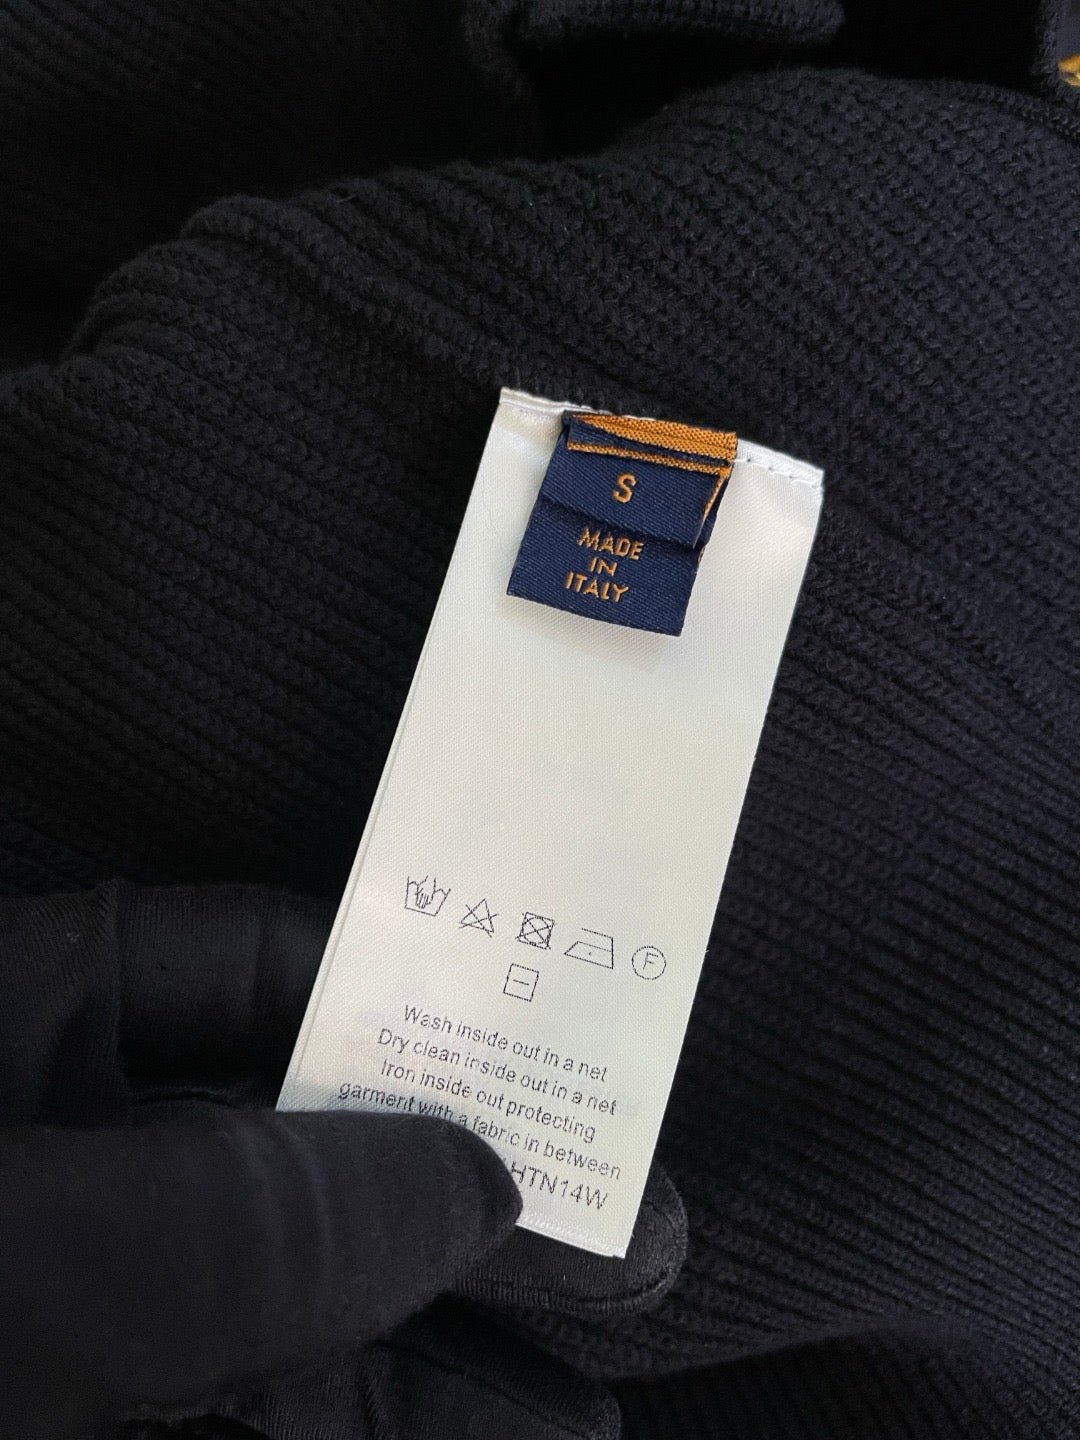 S
MADE
IN
ITALY
F
Wash inside out in a net
Dry clean inside out in a net
Iron inside out protecting
garment with a fabric in between
HTN14W